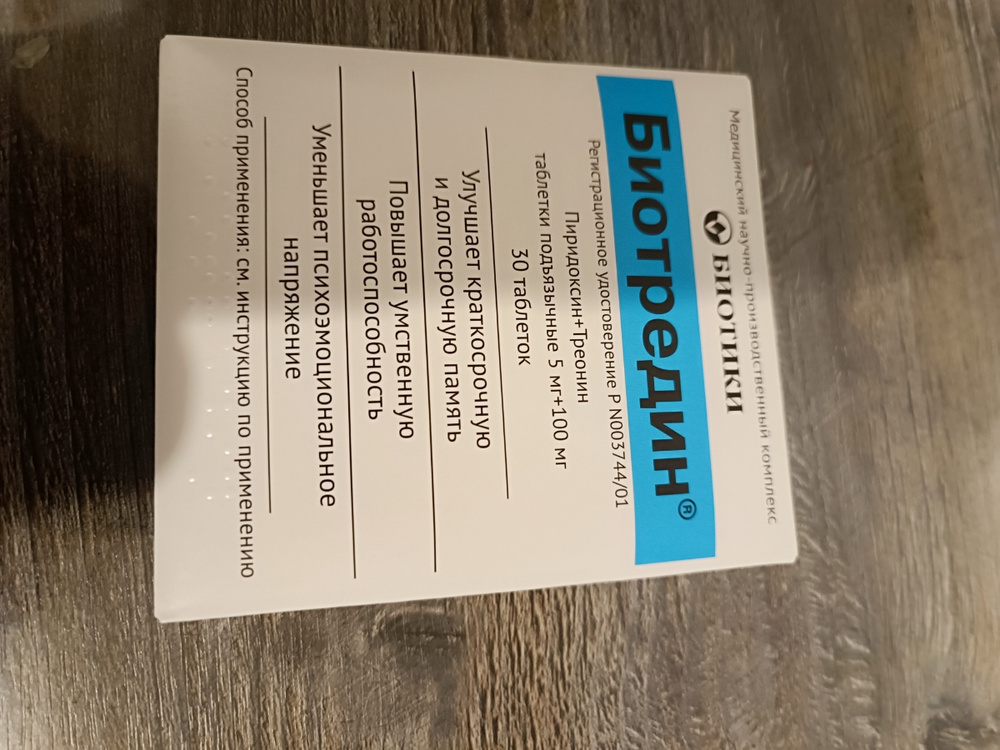 Медицинский научно-производственный комплекс
БИОТИКИ
Биотредин®
Регистрационное удостоверение Р N003744/01
Пиридоксин+Треонин
таблетки подъязычные 5 мг+100 мг
30 таблеток
Улучшает краткосрочную
и долгосрочную память
Повышает умственную
работоспособность
Уменьшает психоэмоциональное
напряжение
Способ применения: см. инструкцию по применению